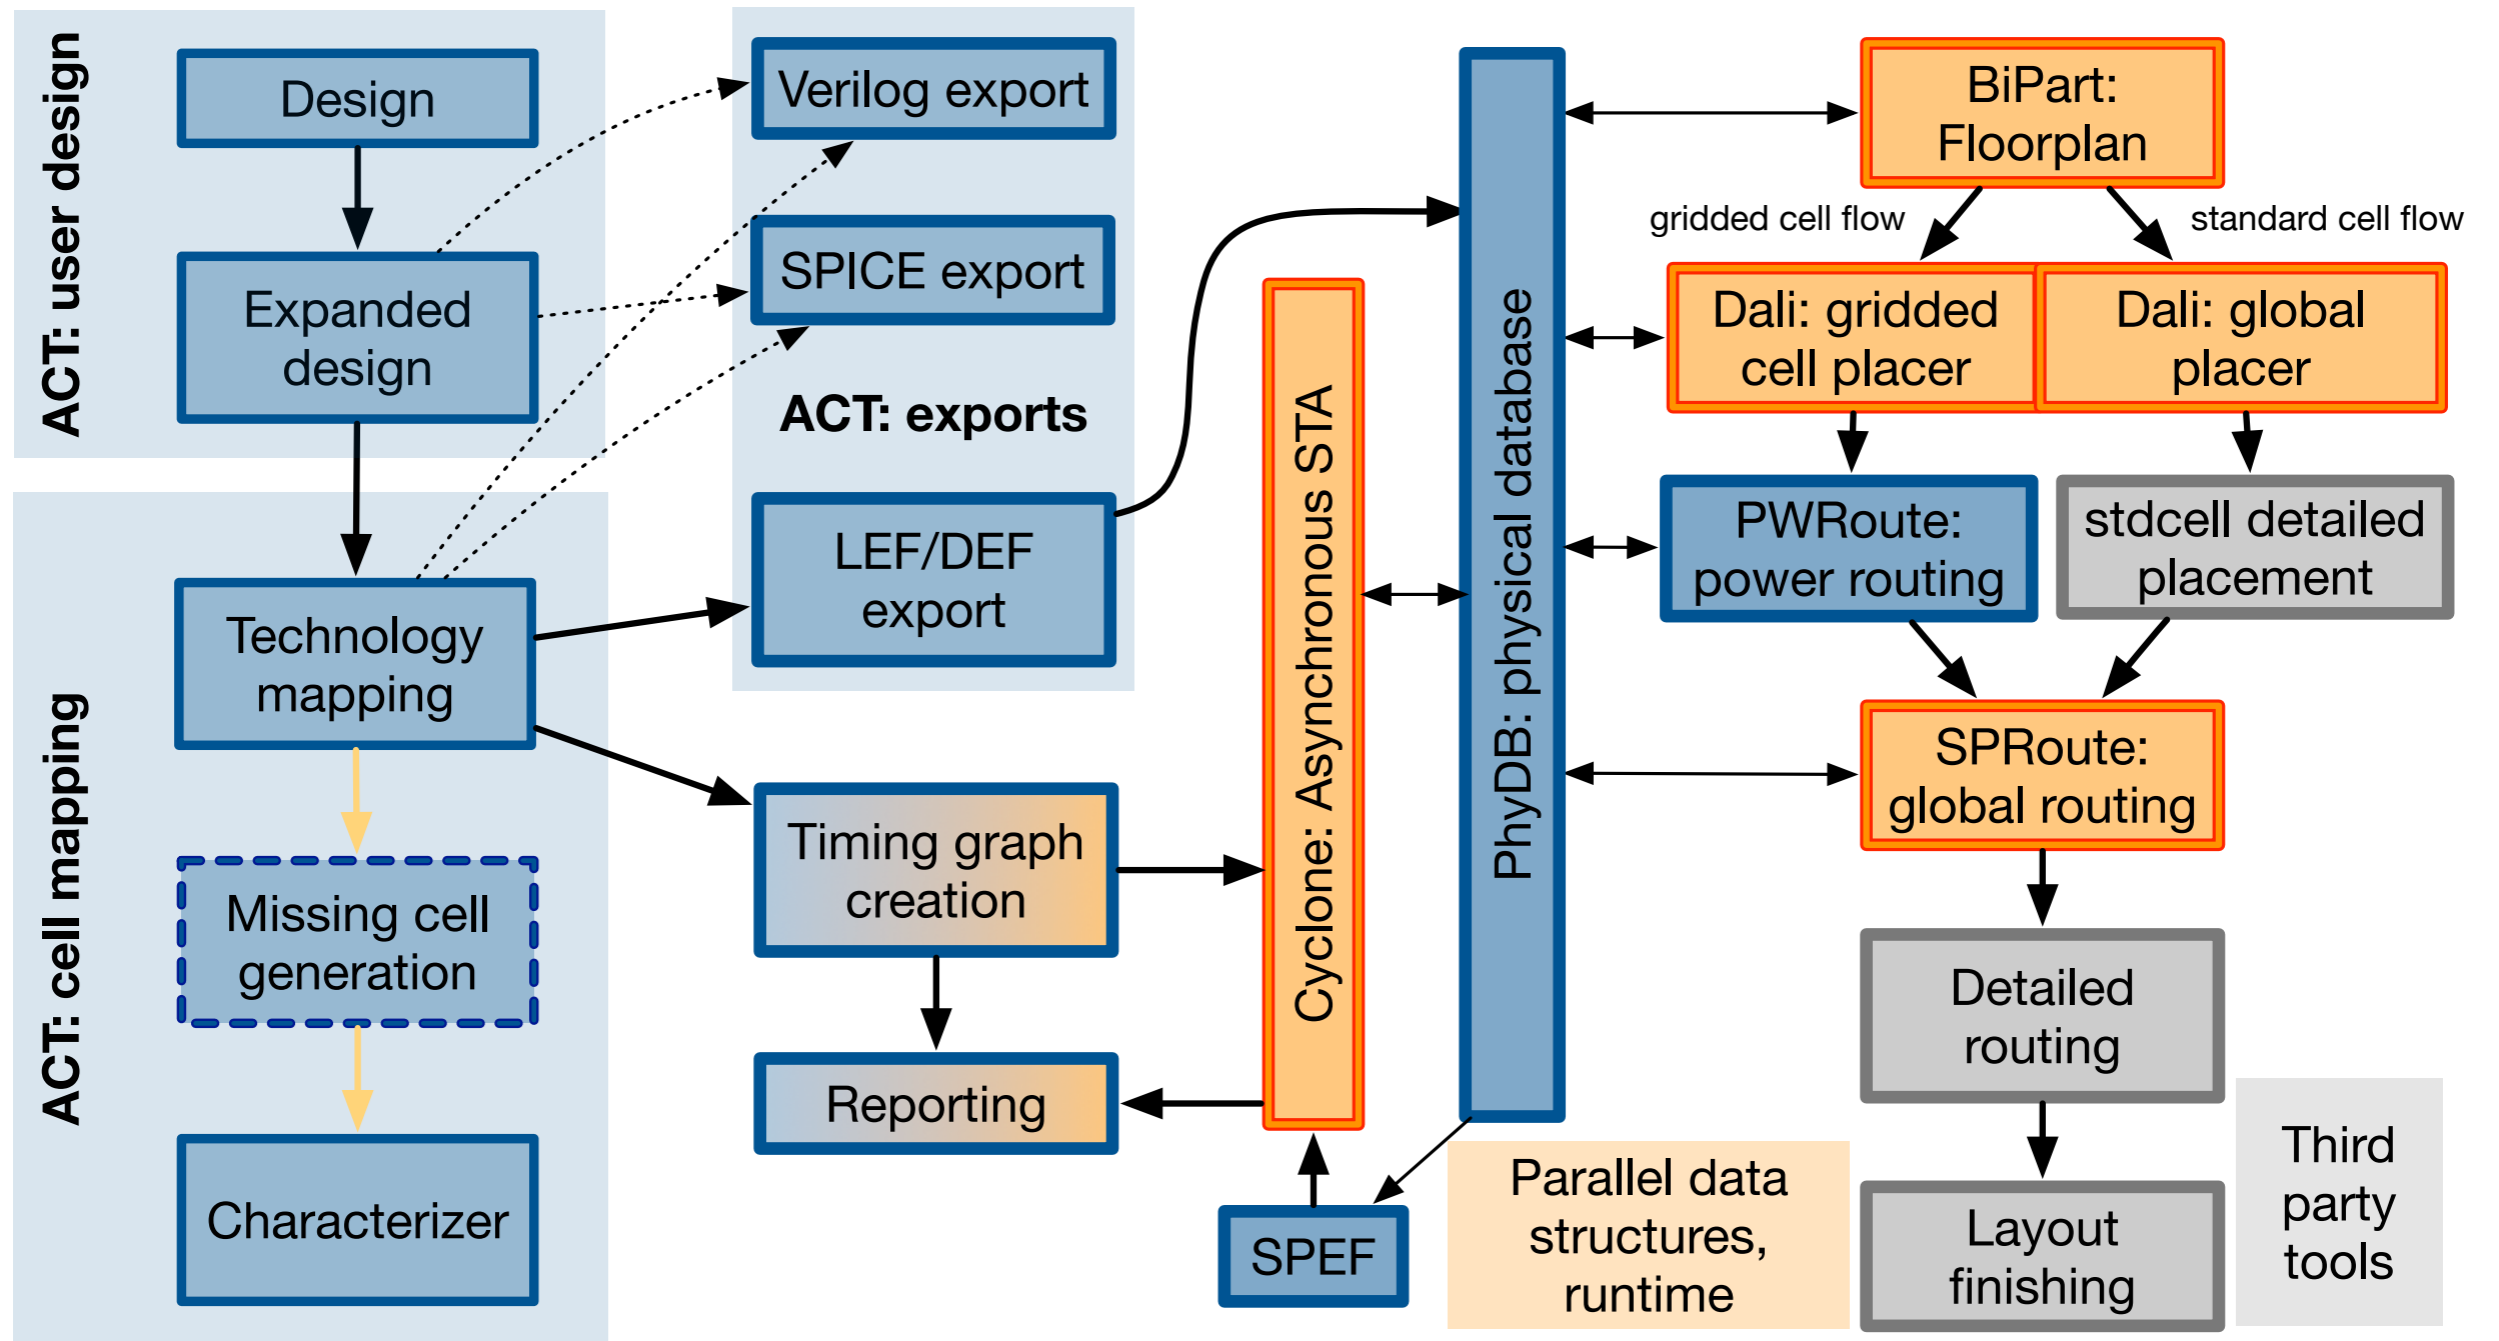 ACT: user design
Design
Expanded
design
ACT: cell mapping
Technology
mapping
Missing cell
generation
Characterizer
Verilog export
SPICE export
ACT: exports
LEF/DEF
export
Timing graph
creation
Reporting
Cyclone: Asynchronous STA
SPEF
PhyDB: physical database
BiPart:
Floorplan
gridded cell flow
standard cell flow
Dali: gridded
cell placer
Dali: global
placer
PWRoute:
power routing
stdcell detailed
placement
SPRoute:
global routing
Detailed
routing
Layout
finishing
Parallel data
structures,
runtime
Third
party
tools